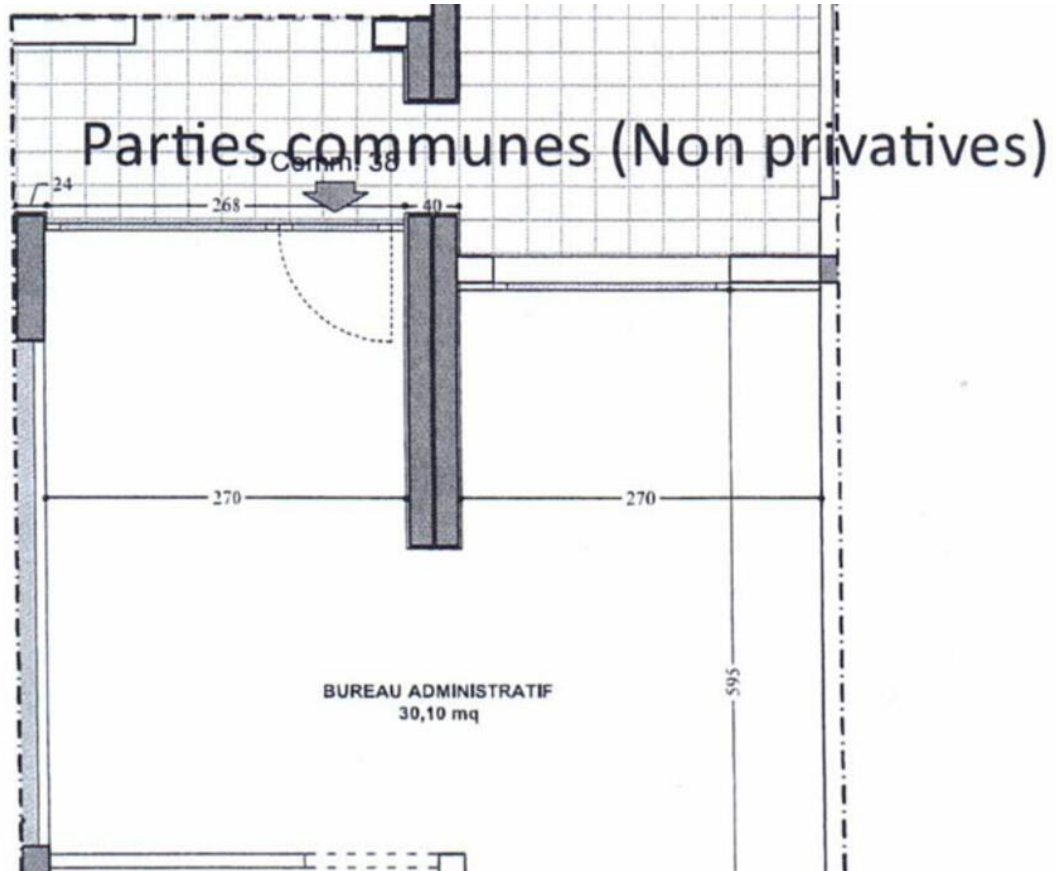 Parties communes (Non privatives)
Comm. 38
24
268
40
270
270
595
BUREAU ADMINISTRATIF
30,10 mq